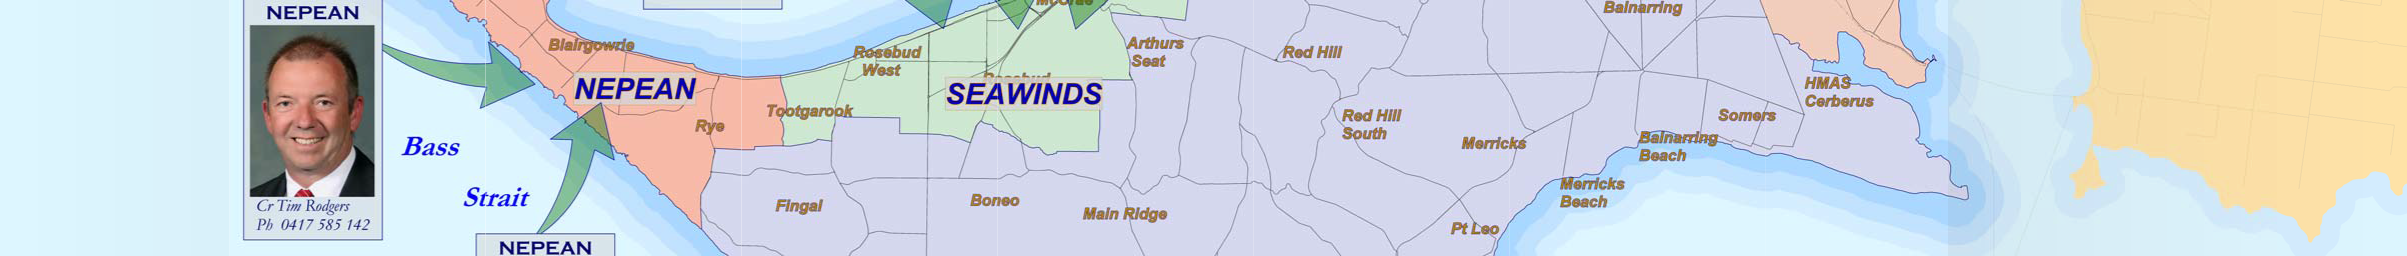 NEPEAN
Cr Tim Rodgers
Ph 0417 585 142
Bass
Strait
NEPEAN
Blairgowrie
NEPEAN
Rye
Tootgarook
Rosebud
West
McCrae
Rosebud
SEAWINDS
Arthurs
Seat
Red Hill
Balnarring
HMAS
Cerberus
Red Hill
South
Merricks
Somers
Balnarring
Beach
Merricks
Beach
Fingal
Boneo
Main Ridge
Pt Leo